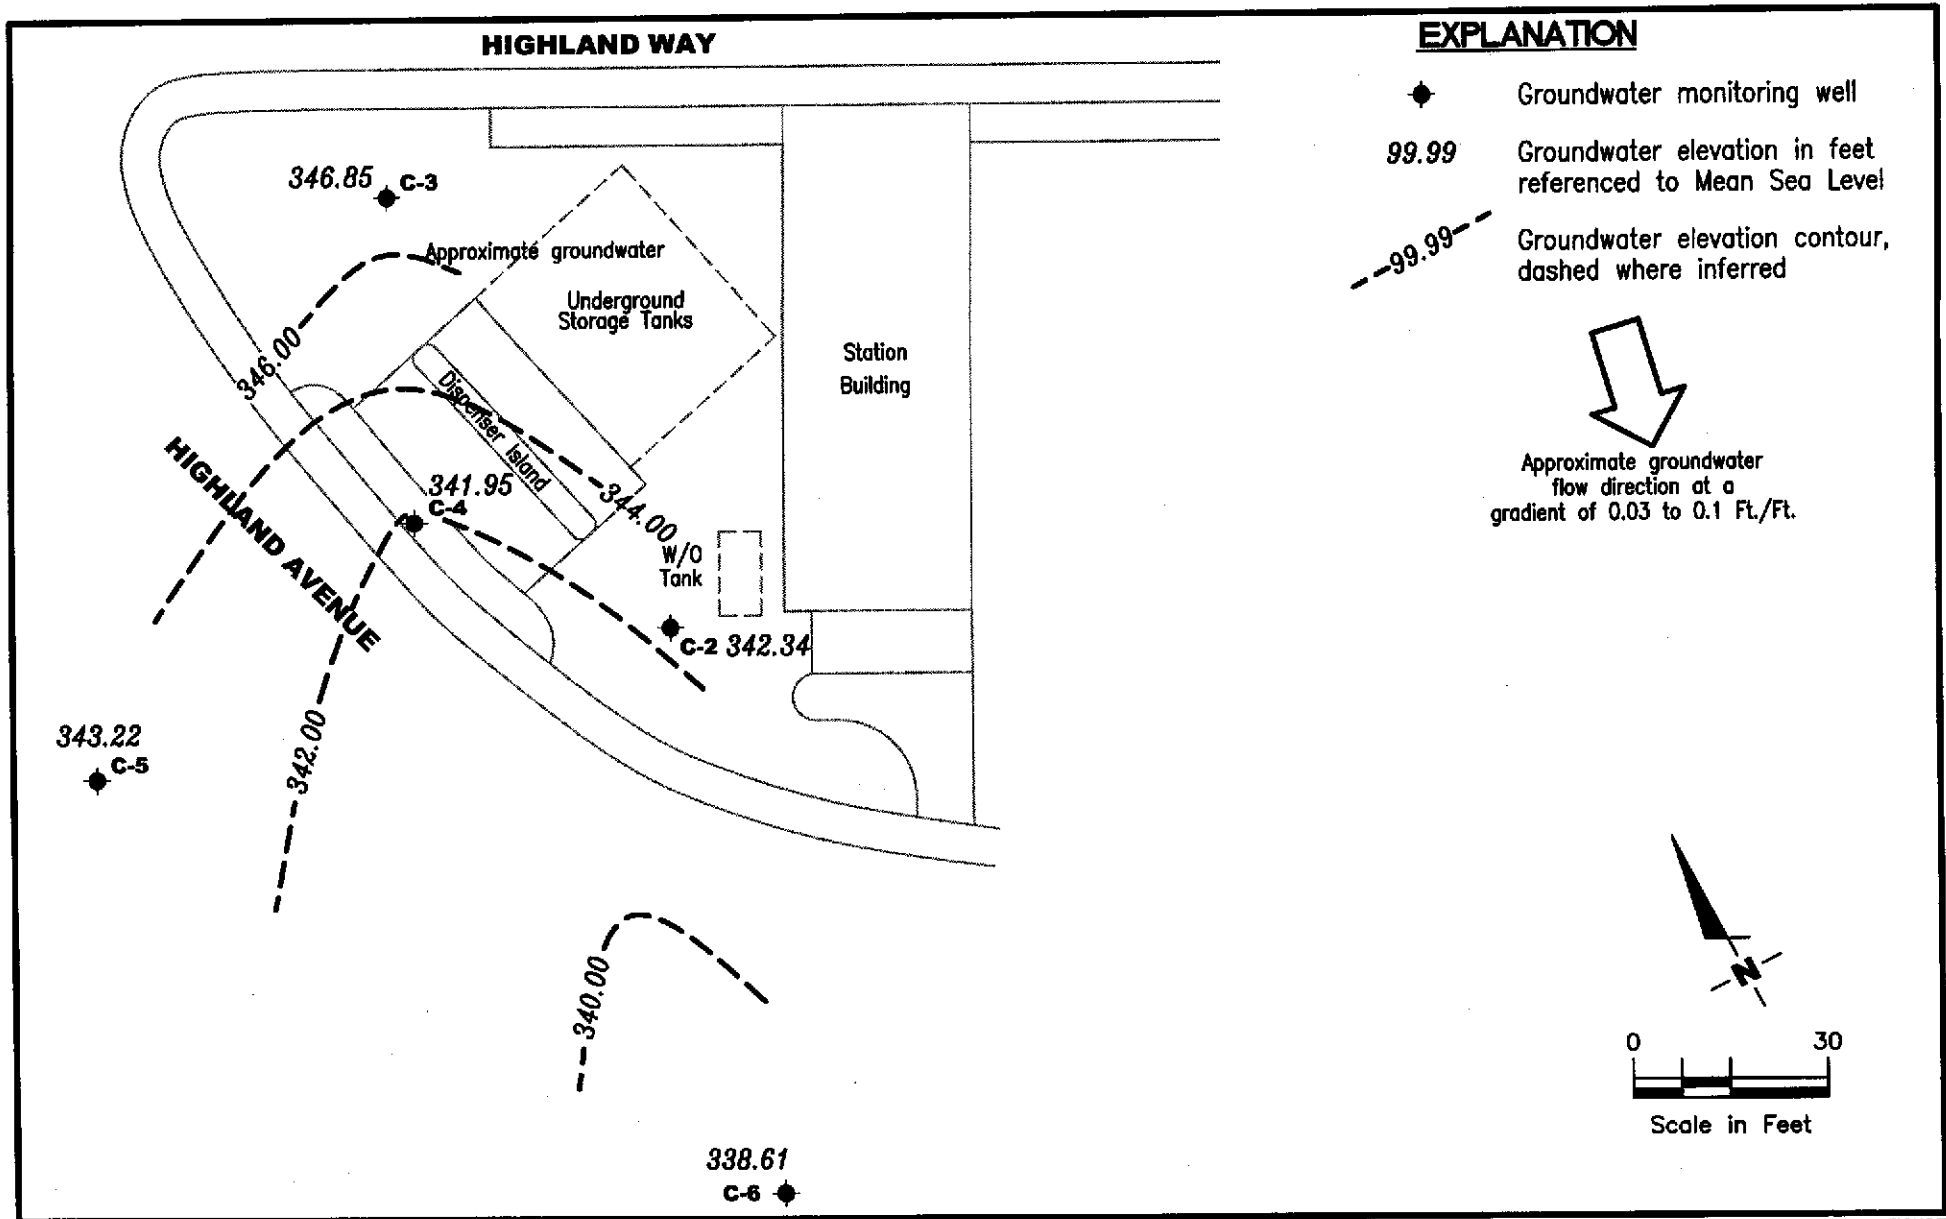 HIGHLAND WAY
EXPLANATION
Groundwater monitoring well
99.99 Groundwater elevation in feet
referenced to Mean Sea Level
99.99 Groundwater elevation contour,
dashed where inferred
Approximate groundwater
flow direction at a
gradient of 0.03 to 0.1 Ft./Ft.
346.85 C-3
Approximate groundwater
Underground
Storage Tanks
Station
Building
346.00
Dispenser Island
HIGHLAND AVENUE
341.95
C-4
344.00
W/O
Tank
C-2 342.34
343.22
C-5
342.00
340.00
338.61
C-6
N
0 30
Scale in Feet